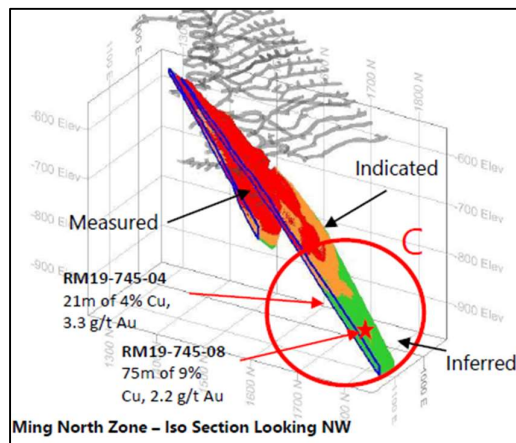 1700 N
1800 N
-600 Elev
-600 Elev
Indicated
-700 Elev
-700 Elev
Measured
-800 Elev
-800 Elev
C
-900 Elev
RM19-745-04
21m of 4% Cu,
3.3 g/t Au
-900 Elev
RM19-745-08
75m of 9%
Cu, 2.2 g/t Au
Inferred
1300 N
1600 N
1700 N
Ming North Zone – Iso Section Looking NW